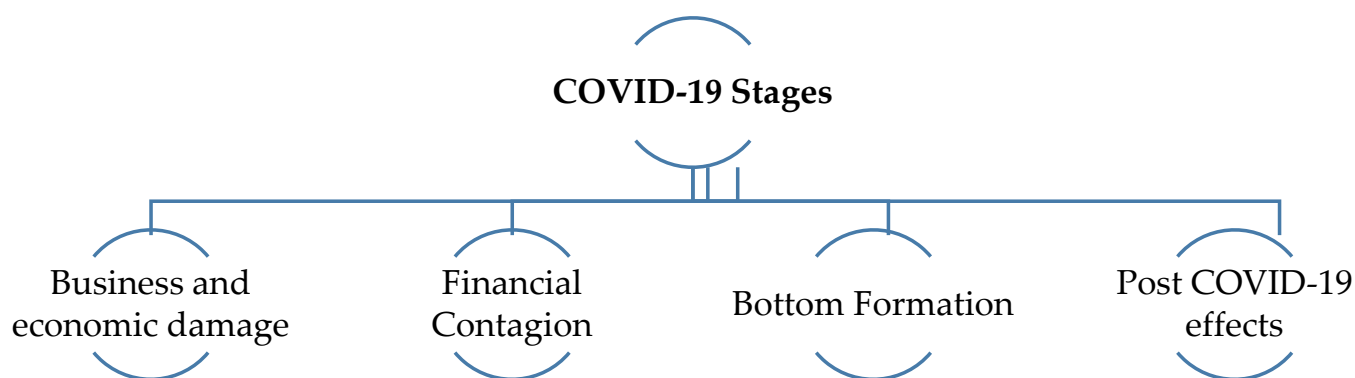 COVID-19 Stages
Business and
economic damage
Financial
Contagion
Bottom Formation
Post COVID-19
effects